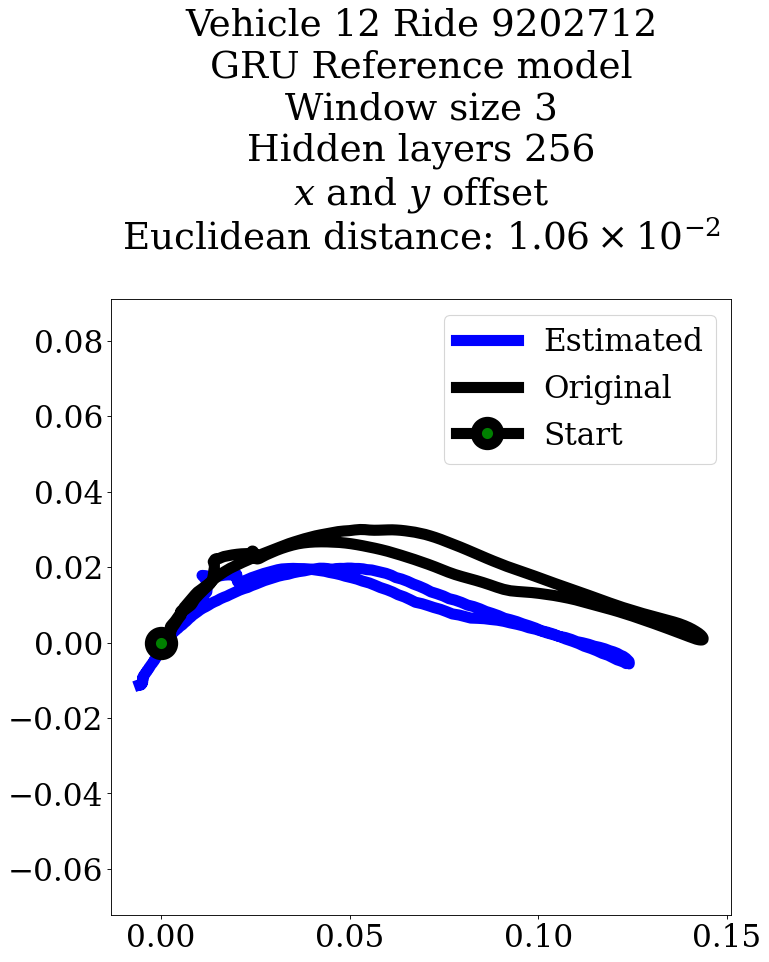 Vehicle 12 Ride 9202712
GRU Reference model
Window size 3
Hidden layers 256
x and y offset
Euclidean distance: 1.06 × 10⁻²
Estimated
Original
Start
0.08
0.06
0.04
0.02
0.00
−0.02
−0.04
−0.06
0.00 0.05 0.10 0.15